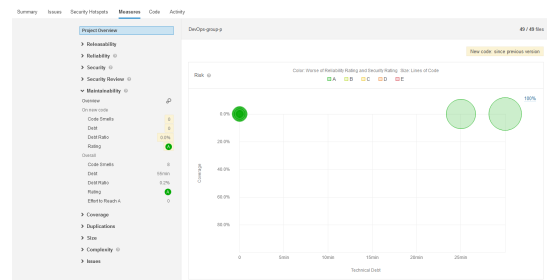 Summary Issues Security Hotspots Measures Code Activity
Project Overview
DevOps-group-p
49 / 49 files
New code: since previous version
Releasability
Reliability
Security
Security Review
Maintainability
Overview
On new code
Code Smells 0
Debt 0
Debt Ratio 0.0%
Rating A
Overall
Code Smells 8
Debt 55min
Debt Ratio 0.2%
Rating A
Effort to Reach A 0
Coverage
Duplications
Size
Complexity
Issues
Risk
Color: Worse of Reliability Rating and Security Rating Size: Lines of Code
A B C D E
100%
0.0%
20.0%
40.0%
60.0%
80.0%
Coverage
0 5min 10min 15min 20min 25min
Technical Debt